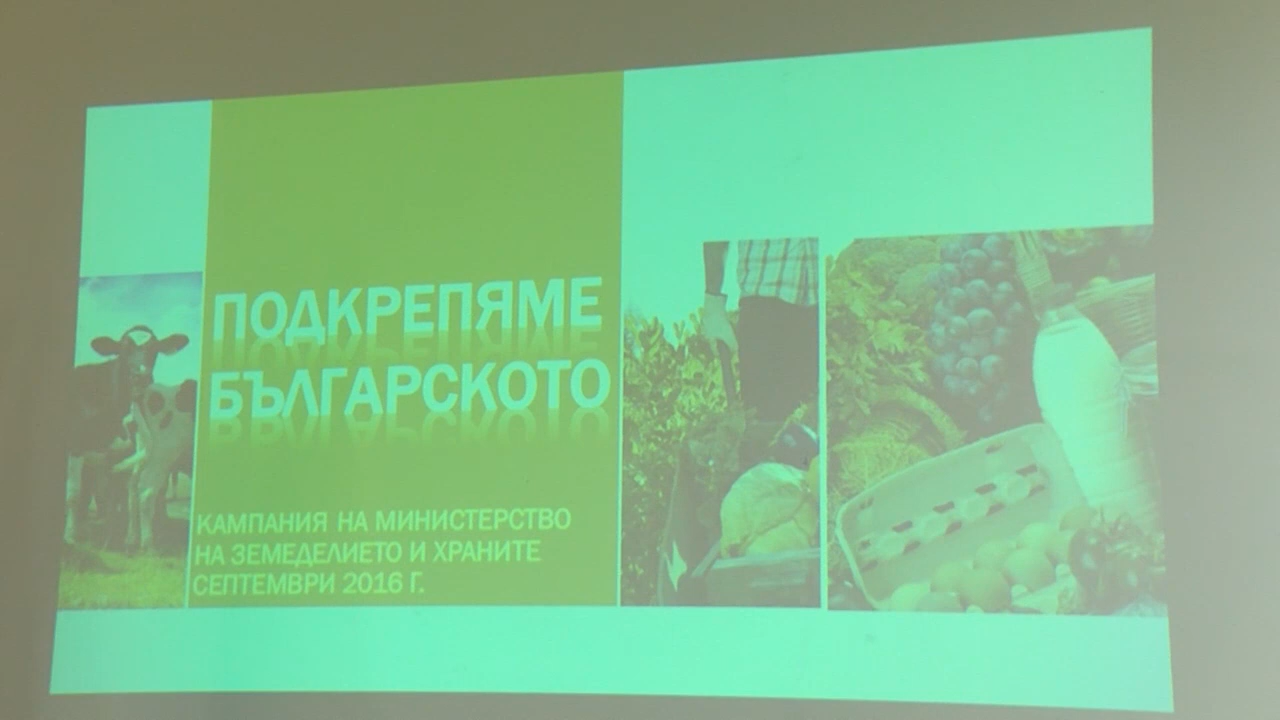 ПОДКРЕПЯМЕ
БЪЛГАРСКОТО
КАМПАНИЯ НА МИНИСТЕРСТВО
НА ЗЕМЕДЕЛИЕТО И ХРАНИТЕ
СЕПТЕМВРИ 2016 Г.